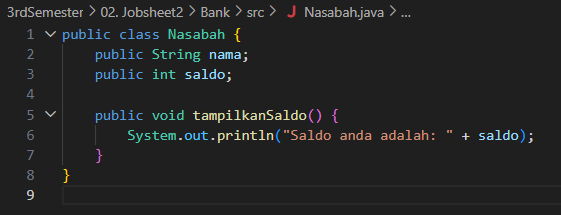 3rdSemester > 02. Jobsheet2 > Bank > src > J Nasabah.java > ...
1 public class Nasabah {
2     public String nama;
3     public int saldo;
4
5     public void tampilkanSaldo() {
6         System.out.println("Saldo anda adalah: " + saldo);
7     }
8 }
9